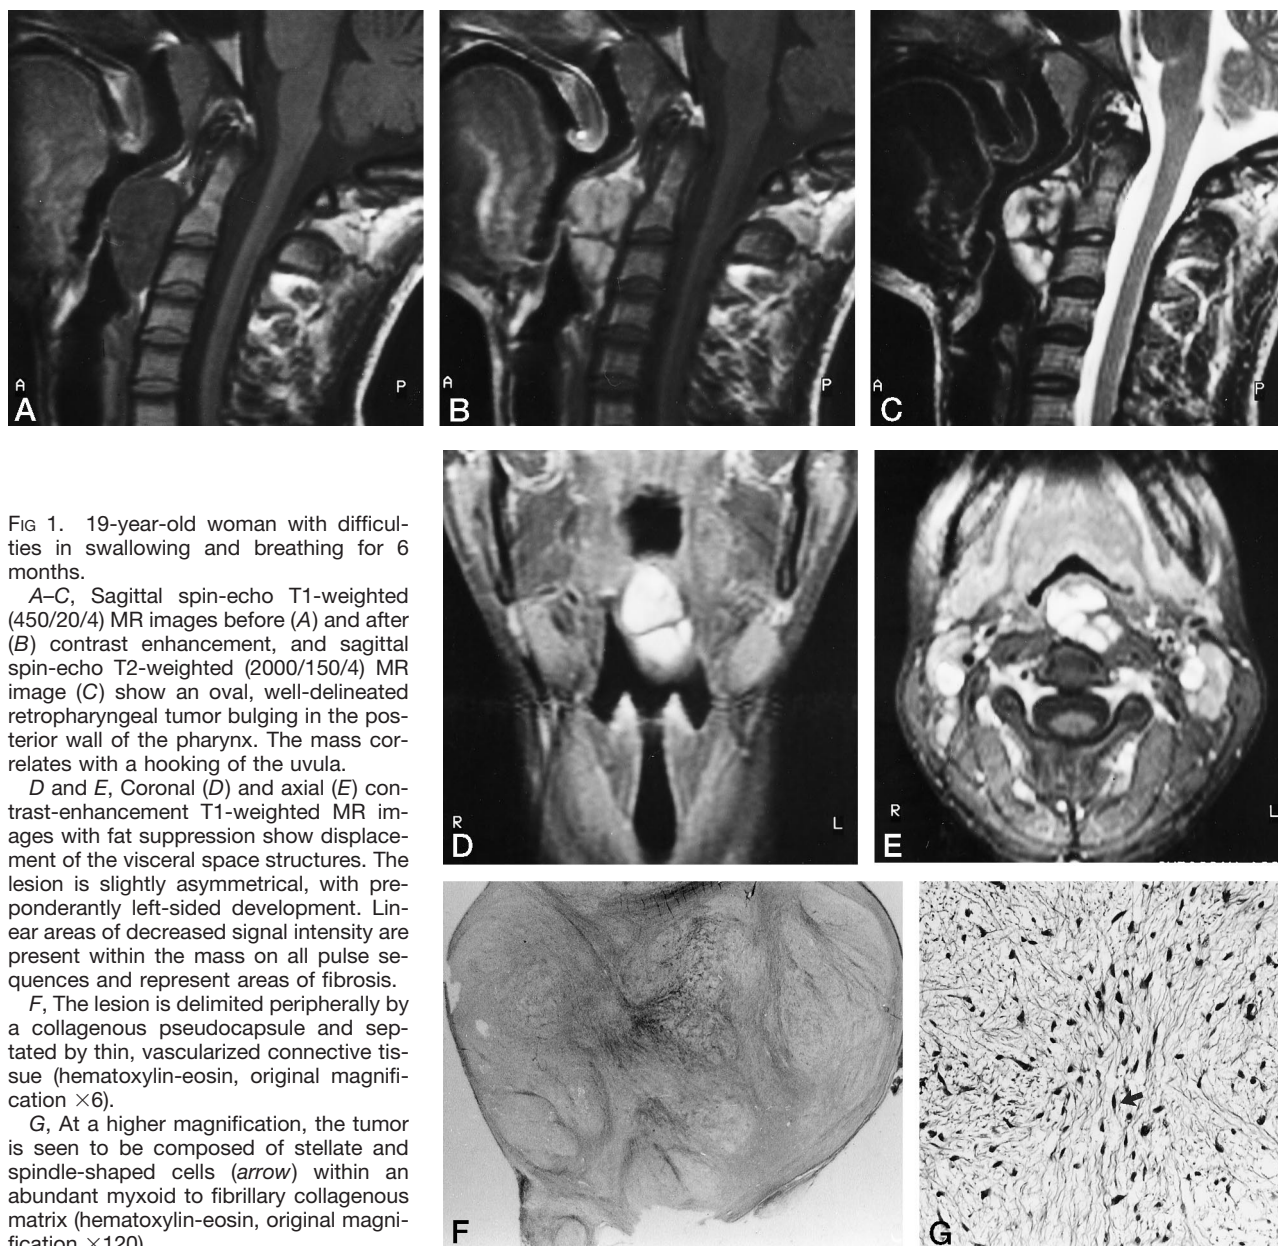 A
P
A
A
P
B
A
P
C
FIG 1. 19-year-old woman with difficul-
ties in swallowing and breathing for 6
months.
A–C, Sagittal spin-echo T1-weighted
(450/20/4) MR images before (A) and after
(B) contrast enhancement, and sagittal
spin-echo T2-weighted (2000/150/4) MR
image (C) show an oval, well-delineated
retropharyngeal tumor bulging in the pos-
terior wall of the pharynx. The mass cor-
relates with a hooking of the uvula.
D and E, Coronal (D) and axial (E) con-
trast-enhancement T1-weighted MR im-
ages with fat suppression show displace-
ment of the visceral space structures. The
lesion is slightly asymmetrical, with pre-
ponderantly left-sided development. Lin-
ear areas of decreased signal intensity are
present within the mass on all pulse se-
quences and represent areas of fibrosis.
F, The lesion is delimited peripherally by
a collagenous pseudocapsule and sep-
tated by thin, vascularized connective tis-
sue (hematoxylin-eosin, original magnifi-
cation ×6).
G, At a higher magnification, the tumor
is seen to be composed of stellate and
spindle-shaped cells (arrow) within an
abundant myxoid to fibrillary collagenous
matrix (hematoxylin-eosin, original magni-
fication ×120)
R
L
D
R
L
E
F
G